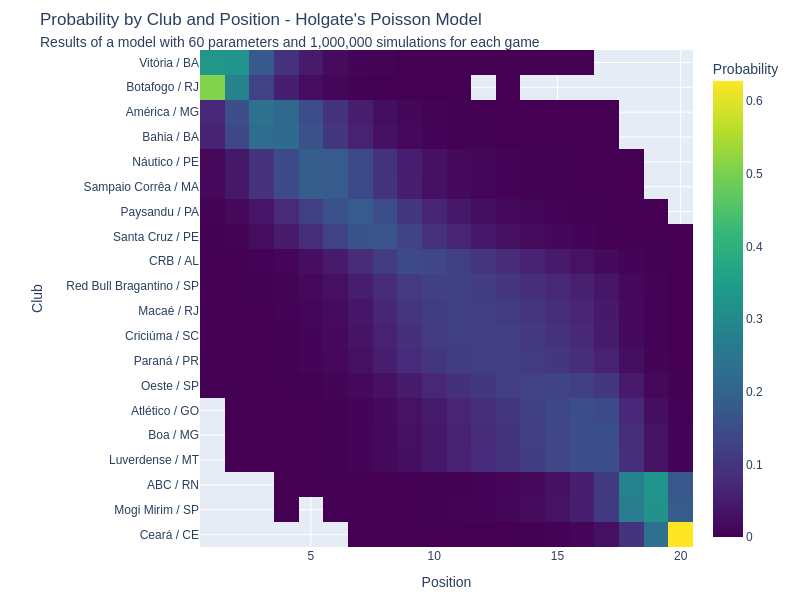 Probability by Club and Position - Holgate's Poisson Model
Results of a model with 60 parameters and 1,000,000 simulations for each game
Probability
Vitória / BA
Botafogo / RJ
América / MG
Bahia / BA
Náutico / PE
Sampaio Corrêa / MA
Paysandu / PA
Santa Cruz / PE
CRB / AL
Red Bull Bragantino / SP
Macaé / RJ
Criciúma / SC
Paraná / PR
Oeste / SP
Atlético / GO
Boa / MG
Luverdense / MT
ABC / RN
Mogi Mirim / SP
Ceará / CE
Club
5
10
15
20
Position
0.6
0.5
0.4
0.3
0.2
0.1
0